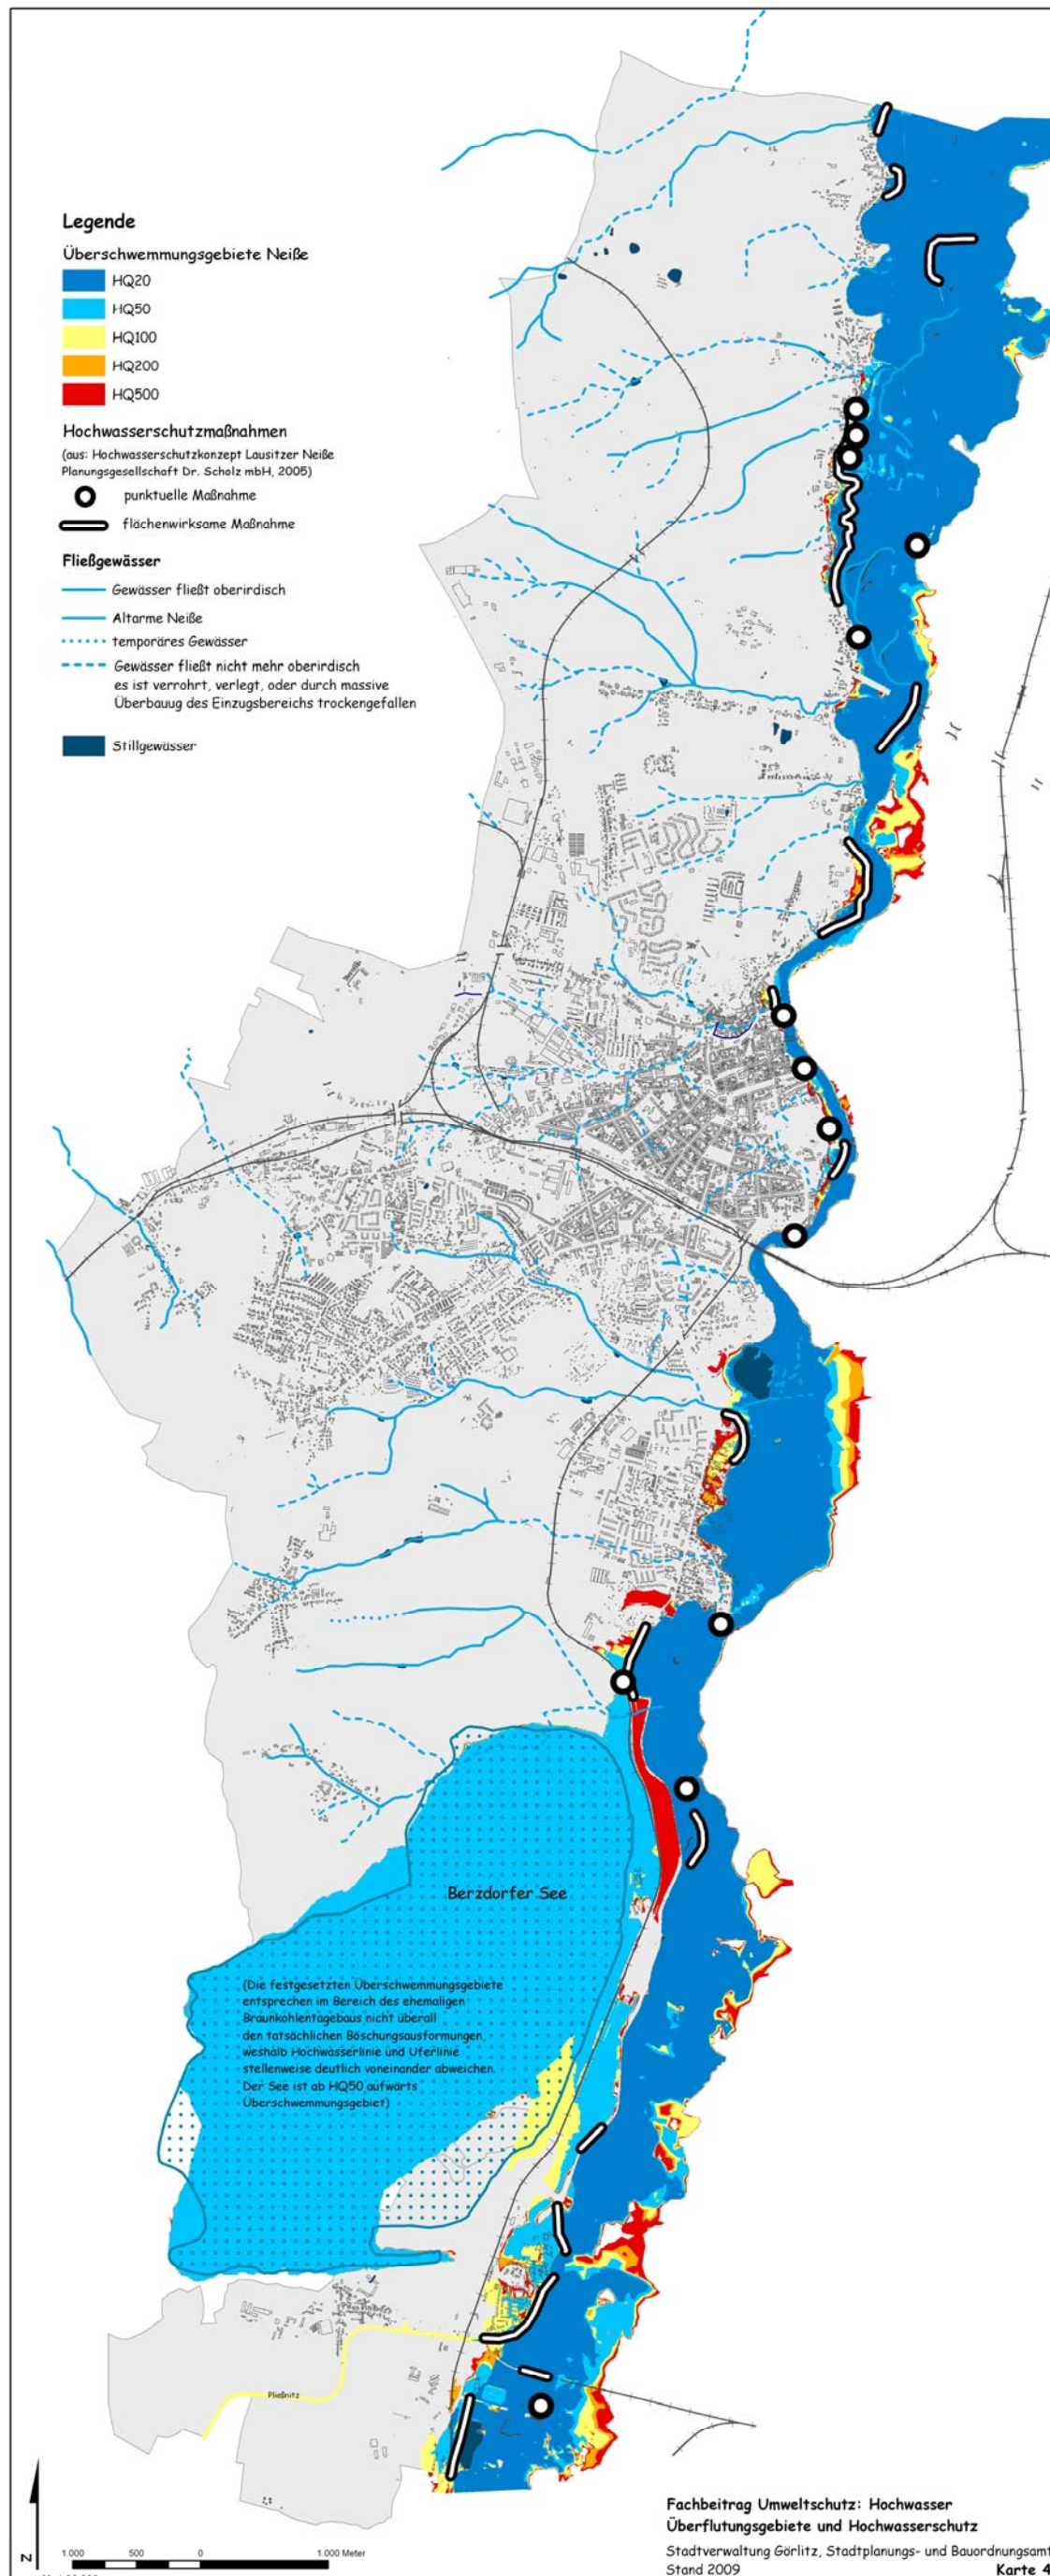 Legende
Überschwemmungsgebiete Neiße
HQ20
HQ50
HQ100
HQ200
HQ500
Hochwasserschutzmaßnahmen
(aus: Hochwasserschutzkonzept Lausitzer Neiße
Planungsgesellschaft Dr. Scholz mbH, 2005)
punktuelle Maßnahme
flächenwirksame Maßnahme
Fließgewässer
Gewässer fließt oberirdisch
Altarme Neiße
temporäres Gewässer
Gewässer fließt nicht mehr oberirdisch
es ist verrohrt, verlegt, oder durch massive
Überbauug des Einzugsbereichs trockengefallen
Stillgewässer
Berzdorfer See
(Die festgesetzten Überschwemmungsgebiete
entsprechen im Bereich des ehemaligen
Braunkohlentagebaus nicht überall
den tatsächlichen Böschungsausformungen,
weshalb Hochwasserlinie und Uferlinie
stellenweise deutlich voneinander abweichen.
Der See ist ab HQ50 aufwärts
Überschwemmungsgebiet)
Pließnitz
N
1.000 500 0 1.000 Meter
Fachbeitrag Umweltschutz: Hochwasser
Überflutungsgebiete und Hochwasserschutz
Stadtverwaltung Görlitz, Stadtplanungs- und Bauordnungsamt
Stand 2009 Karte 4